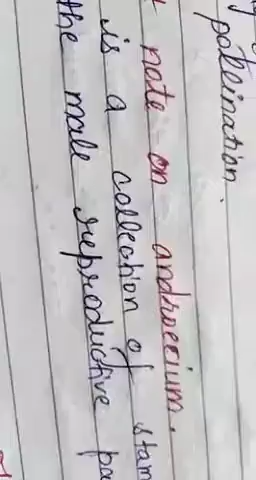 pollination.
note on androecium.
is a collection of stam
the male reproductive pa